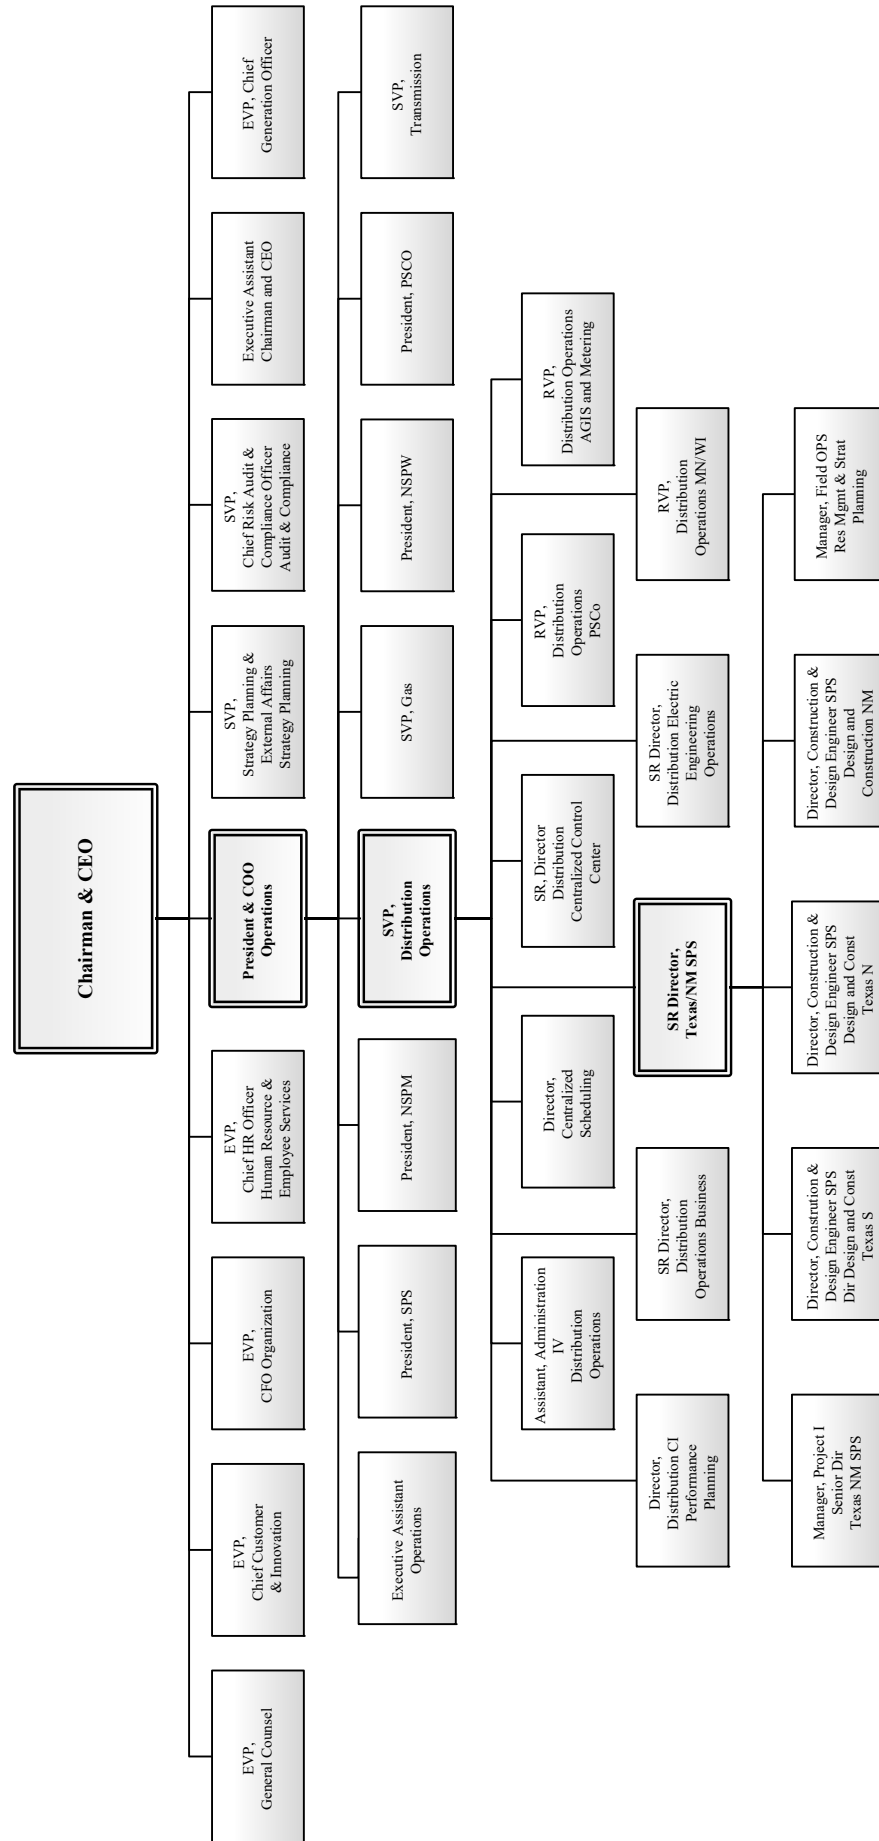 Chairman & CEO
EVP,
General Counsel
EVP,
Chief Customer
& Innovation
EVP,
CFO Organization
EVP,
Chief HR Officer
Human Resource &
Employee Services
President & COO
Operations
SVP,
Strategy Planning &
External Affairs
Strategy Planning
SVP,
Chief Risk Audit &
Compliance Officer
Audit & Compliance
Executive Assistant
Chairman and CEO
EVP, Chief
Generation Officer
Executive Assistant
Operations
President, SPS
President, NSPM
SVP,
Distribution
Operations
SVP, Gas
President, NSPW
President, PSCO
SVP,
Transmission
Assistant, Administration
IV
Distribution
Operations
Director,
Centralized
Scheduling
SR, Director
Distribution
Centralized Control
Center
RVP,
Distribution
Operations
PSCo
RVP,
Distribution Operations
AGIS and Metering
Director,
Distribution CI
Performance
Planning
SR Director,
Distribution
Operations Business
SR Director,
Texas/NM SPS
SR Director,
Distribution Electric
Engineering
Operations
RVP,
Distribution
Operations MN/WI
Manager, Project I
Senior Dir
Texas NM SPS
Director, Constrution &
Design Engineer SPS
Dir Design and Const
Texas S
Director, Construction &
Design Engineer SPS
Design and Const
Texas N
Director, Construction &
Design Engineer SPS
Design and
Construction NM
Manager, Field OPS
Res Mgmt & Strat
Planning